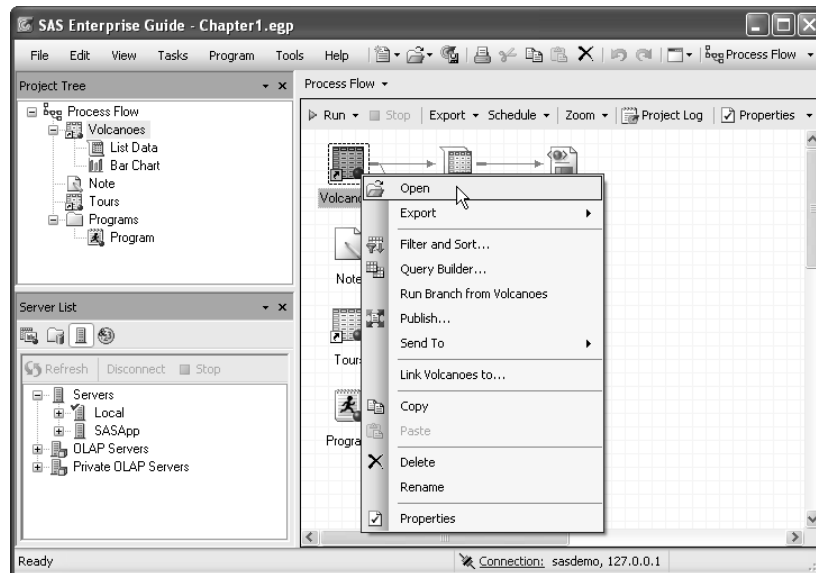 SAS Enterprise Guide - Chapter1.egp
File Edit View Tasks Program Tools Help Process Flow
Project Tree
Process Flow
Volcanoes
List Data
Bar Chart
Note
Tours
Programs
Program
Server List
Refresh Disconnect Stop
Servers
Local
SASApp
OLAP Servers
Private OLAP Servers
Process Flow
Run Stop Export Schedule Zoom Project Log Properties
Volcan
Note
Tour
Progra
Open
Export
Filter and Sort...
Query Builder...
Run Branch from Volcanoes
Publish...
Send To
Link Volcanoes to...
Copy
Paste
Delete
Rename
Properties
Ready
Connection: sasdemo, 127.0.0.1